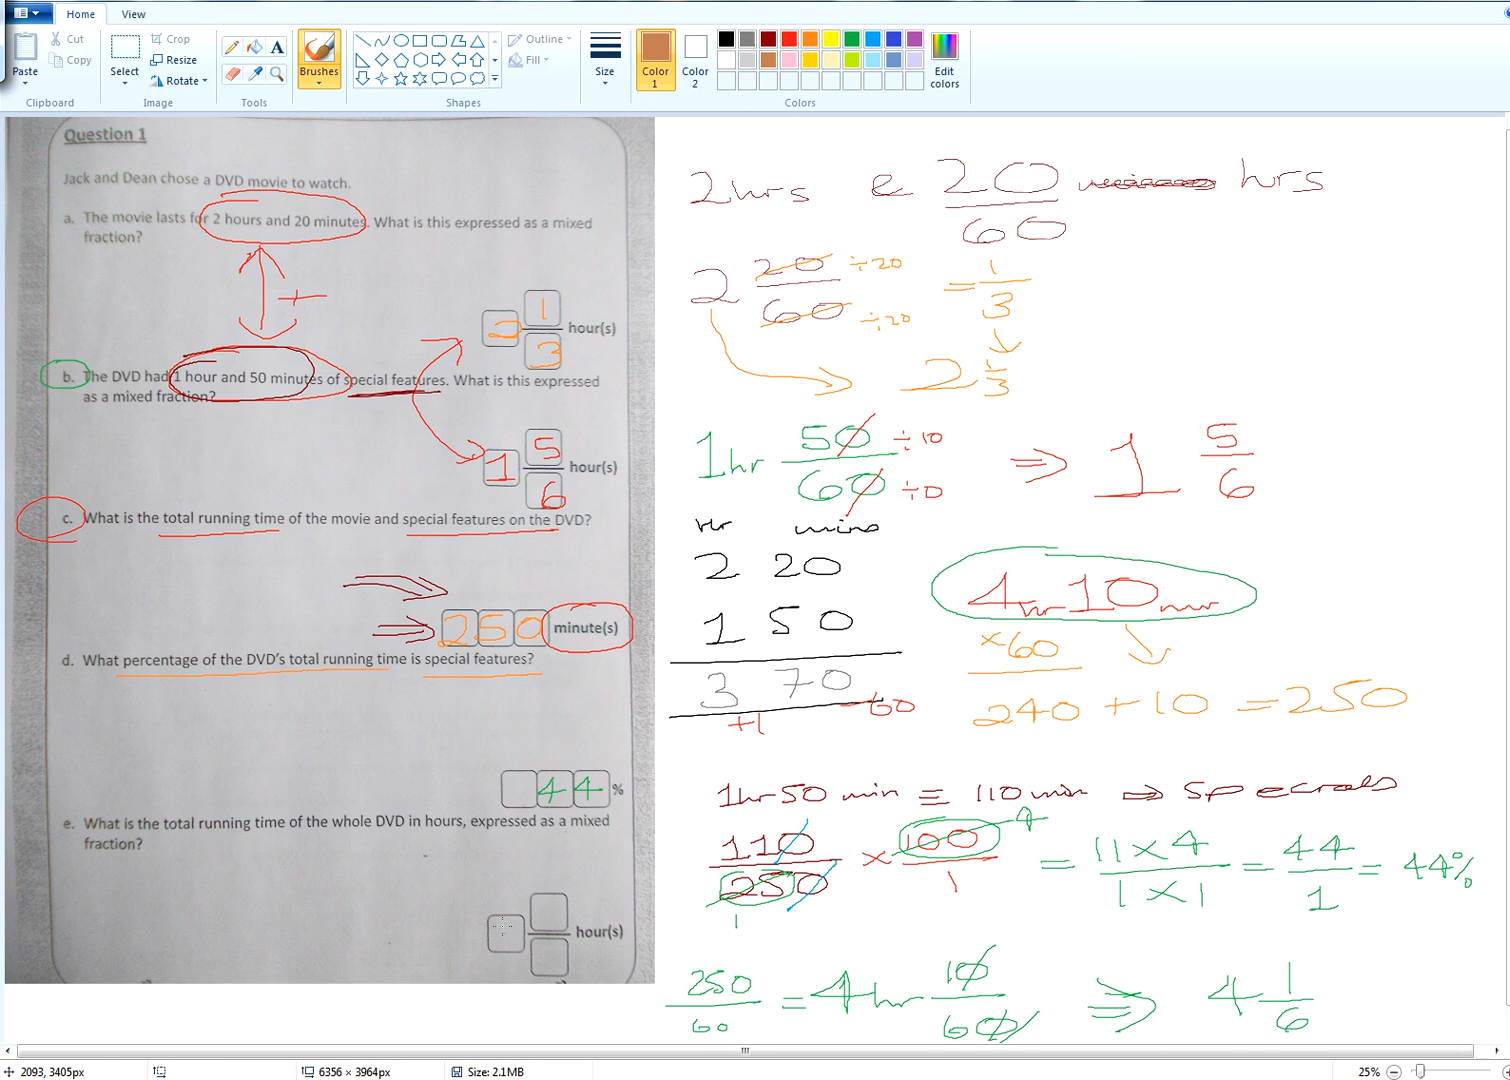 Home View
Paste
Cut
Copy
Clipboard
Select
Crop
Resize
Rotate
Image
A
Tools
Brushes
Shapes
Outline
Fill
Size
Color 1
Color 2
Colors
Edit colors
Question 1
Jack and Dean chose a DVD movie to watch.
a. The movie lasts for 2 hours and 20 minutes. What is this expressed as a mixed
fraction?
2 1/3 hour(s)
b. The DVD had 1 hour and 50 minutes of special features. What is this expressed
as a mixed fraction?
1 5/6 hour(s)
c. What is the total running time of the movie and special features on the DVD?
250 minute(s)
d. What percentage of the DVD's total running time is special features?
44 %
e. What is the total running time of the whole DVD in hours, expressed as a mixed
fraction?
hour(s)
2hrs & 20/60 hrs
2 20/60 ÷20 ÷20 = 1/3
2 1/3
1hr 50/60 ÷10 ÷10 ⇒ 1 5/6
hr mins
2 20
1 50
3 70
+1 -60
4hr 10min
×60
240 + 10 = 250
1hr 50 min = 110 min ⇒ specials
110/250 × 100/1 = 11 × 4/1 × 1 = 44/1 = 44%
4
1
250/60 = 4hr 10/60 ⇒ 4 1/6
2093, 3405px
6356 × 3964px
Size: 2.1MB
25%